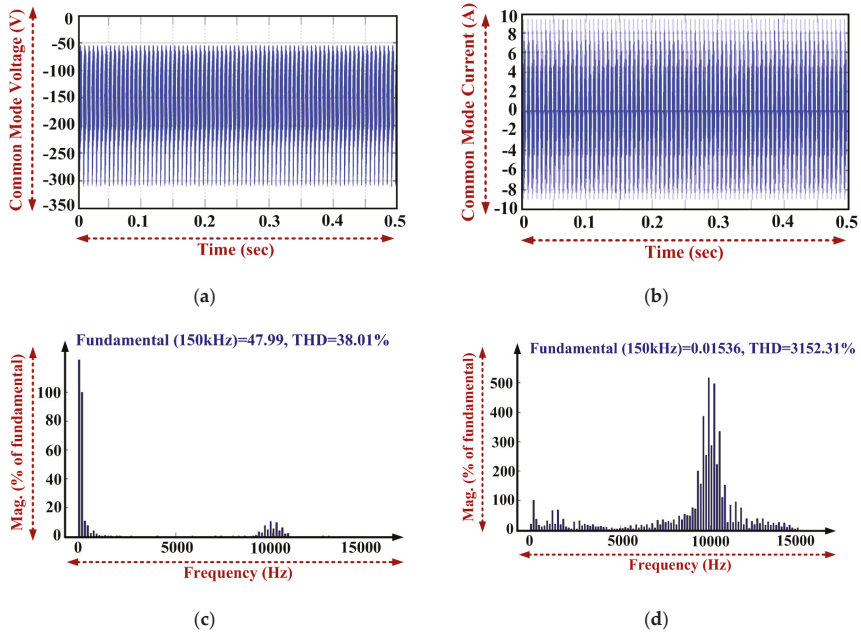 Common Mode Voltage (V)
0
-50
-100
-150
-200
-250
-300
-350
0 0.1 0.2 0.3 0.4 0.5
Time (sec)
(a)
Common Mode Current (A)
10
8
6
4
2
0
-2
-4
-6
-8
-10
0 0.1 0.2 0.3 0.4 0.5
Time (sec)
(b)
Fundamental (150kHz)=47.99, THD=38.01%
Mag. (% of fundamental)
100
80
60
40
20
0
0 5000 10000 15000
Frequency (Hz)
(c)
Fundamental (150kHz)=0.01536, THD=3152.31%
Mag. (% of fundamental)
500
400
300
200
100
0
0 5000 10000 15000
Frequency (Hz)
(d)